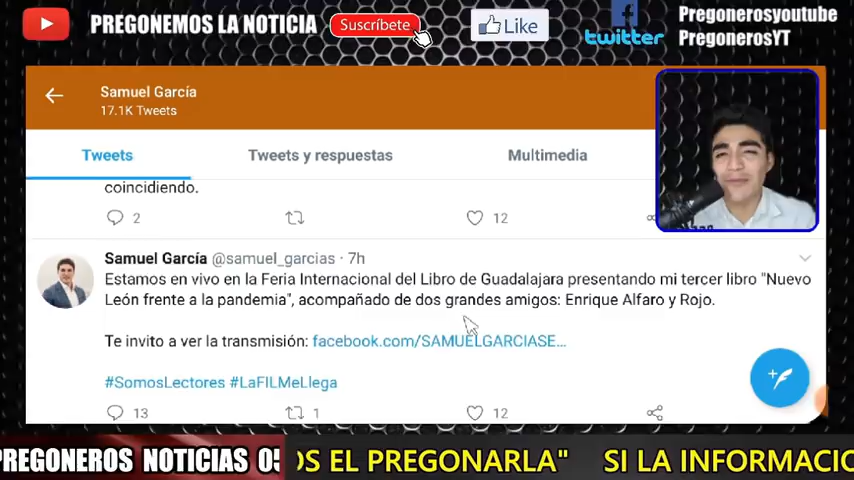 PREGONEMOS LA NOTICIA
Suscríbete
Like
twitter
Pregonerosyoutube
PregonerosYT
Samuel García
17.1K Tweets
Tweets
Tweets y respuestas
Multimedia
coincidiendo.
2
12
Samuel García @samuel_garcias · 7h
Estamos en vivo en la Feria Internacional del Libro de Guadalajara presentando mi tercer libro "Nuevo
León frente a la pandemia", acompañado de dos grandes amigos: Enrique Alfaro y Rojo.
Te invito a ver la transmisión: facebook.com/SAMUELGARCIASE...
#SomosLectores #LaFILMeLlega
13
1
12
PREGONEROS NOTICIAS 05
OS EL PREGONARLA" SI LA INFORMACIO